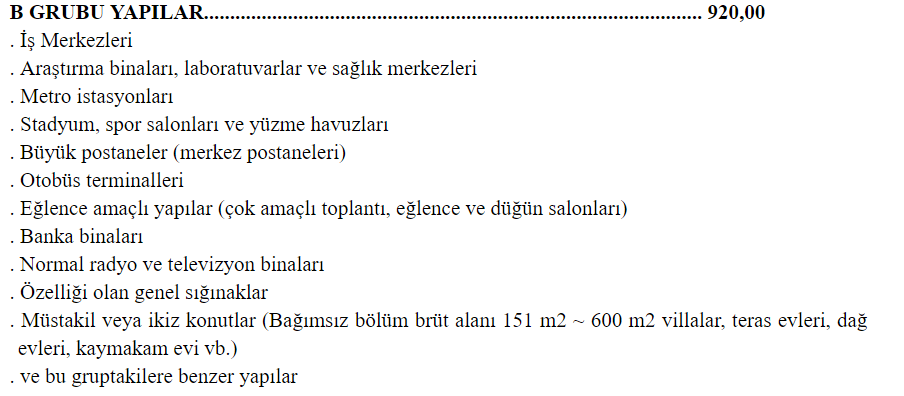 B GRUBU YAPILAR................................................................................................ 920,00
. İş Merkezleri
. Araştırma binaları, laboratuvarlar ve sağlık merkezleri
. Metro istasyonları
. Stadyum, spor salonları ve yüzme havuzları
. Büyük postaneler (merkez postaneleri)
. Otobüs terminalleri
. Eğlence amaçlı yapılar (çok amaçlı toplantı, eğlence ve düğün salonları)
. Banka binaları
. Normal radyo ve televizyon binaları
. Özelliği olan genel sığınaklar
. Müstakil veya ikiz konutlar (Bağımsız bölüm brüt alanı 151 m2 ~ 600 m2 villalar, teras evleri, dağ
evleri, kaymakam evi vb.)
. ve bu gruptakilere benzer yapılar